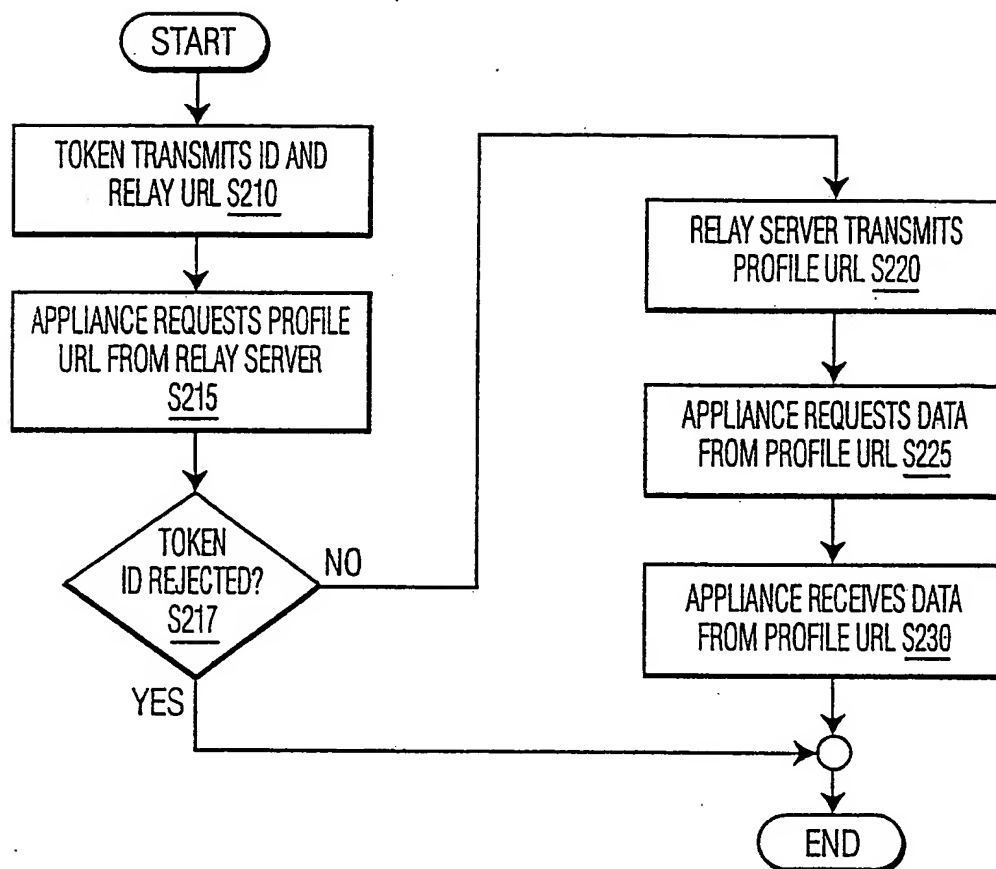 START
TOKEN TRANSMITS ID AND
RELAY URL S210
APPLIANCE REQUESTS PROFILE
URL FROM RELAY SERVER
S215
TOKEN
ID REJECTED?
S217
NO
YES
RELAY SERVER TRANSMITS
PROFILE URL S220
APPLIANCE REQUESTS DATA
FROM PROFILE URL S225
APPLIANCE RECEIVES DATA
FROM PROFILE URL S230
END